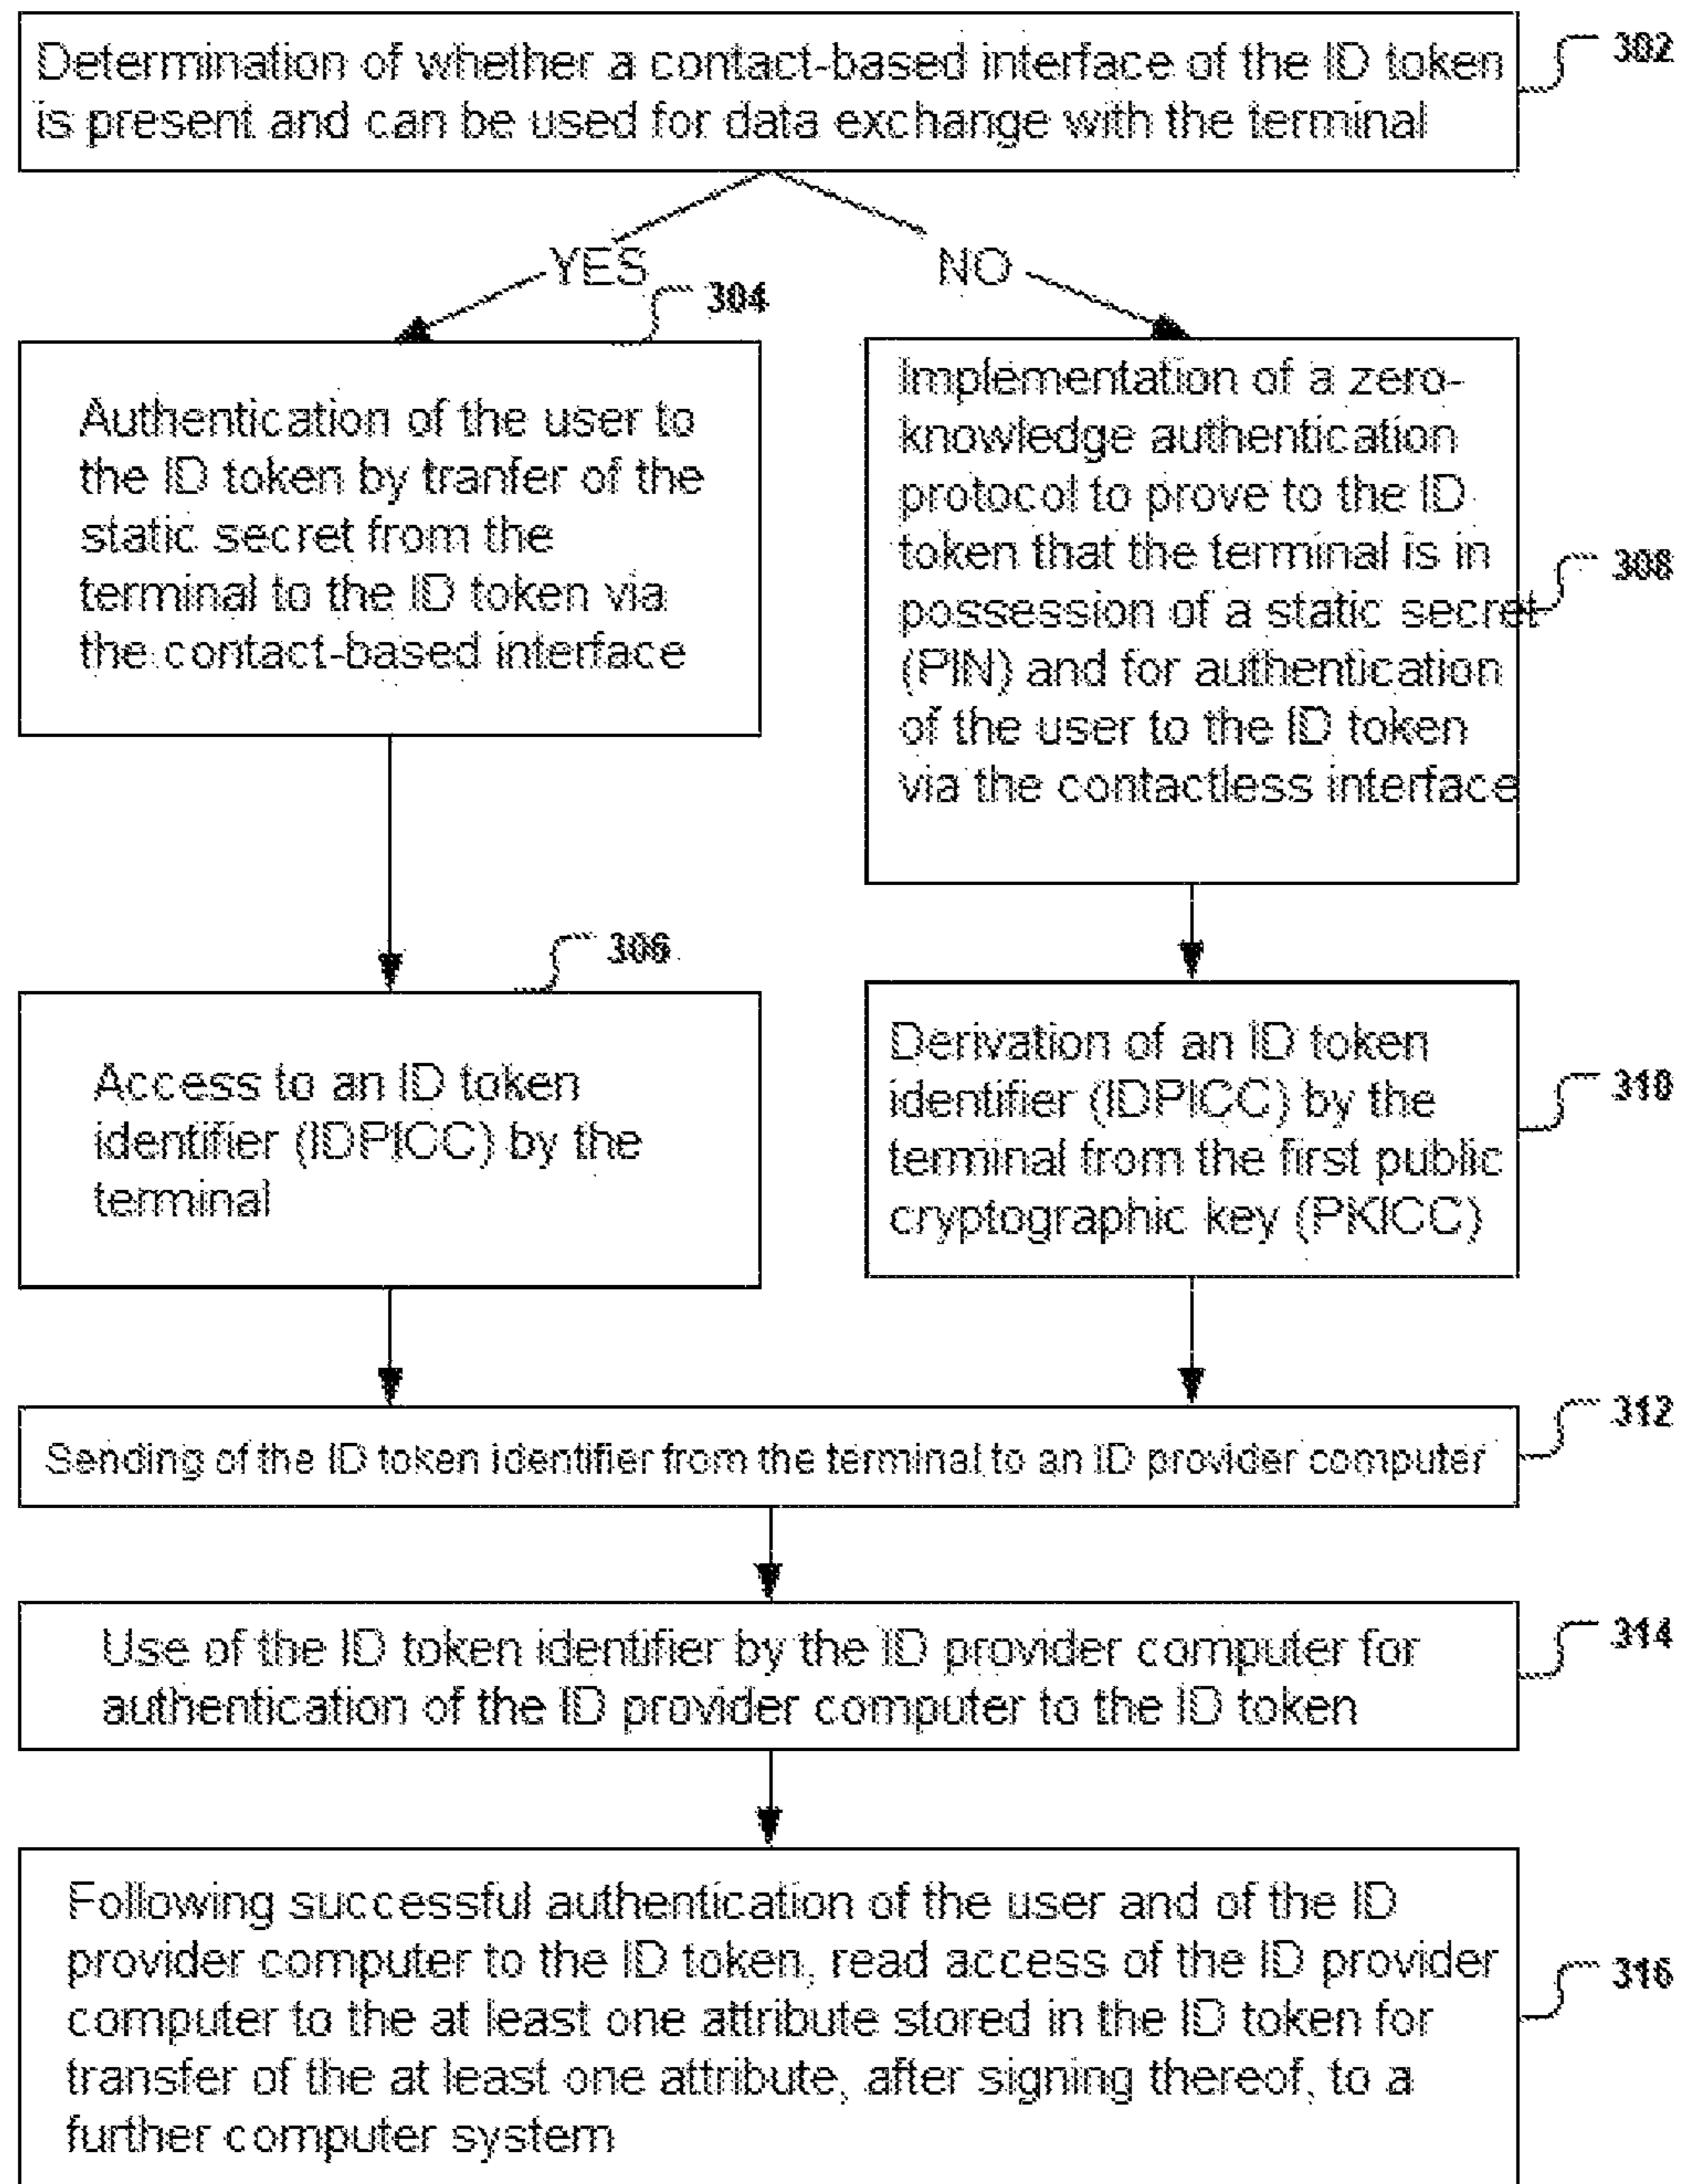 Determination of whether a contact-based interface of the ID token
is present and can be used for data exchange with the terminal
302
YES
NO
304
Authentication of the user to
the ID token by tranfer of the
static secret from the
terminal to the ID token via
the contact-based interface
Implementation of a zero-
knowledge authentication
protocol to prove to the ID
token that the terminal is in
possession of a static secret
(PIN) and for authentication
of the user to the ID token
via the contactless interface
308
306
Access to an ID token
identifier (IDPICC) by the
terminal
Derivation of an ID token
identifier (IDPICC) by the
terminal from the first public
cryptographic key (PKICC)
310
Sending of the ID token identifier from the terminal to an ID provider computer
312
Use of the ID token identifier by the ID provider computer for
authentication of the ID provider computer to the ID token
314
Following successful authentication of the user and of the ID
provider computer to the ID token, read access of the ID provider
computer to the at least one attribute stored in the ID token for
transfer of the at least one attribute, after signing thereof, to a
further computer system
316